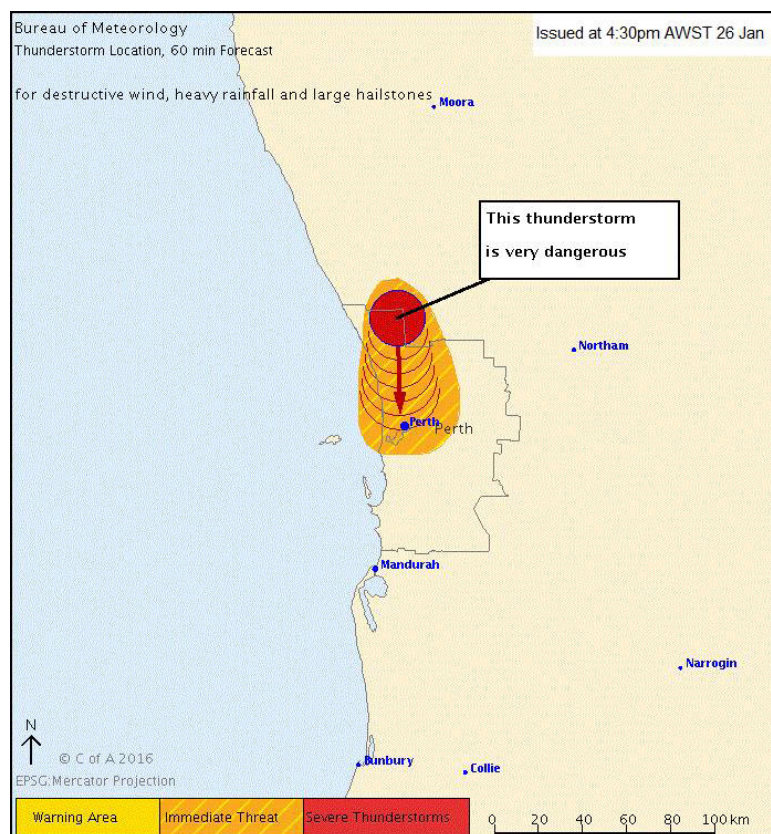 Bureau of Meteorology
Thunderstorm Location, 60 min Forecast
Issued at 4:30pm AWST 26 Jan
for destructive wind, heavy rainfall and large hailstones
Moora
This thunderstorm
is very dangerous
Northam
Perth
Perth
Mandurah
Narrogin
N
© C of A 2016
Bunbury
Collie
EPSG:Mercator Projection
Warning Area
Immediate Threat
Severe Thunderstorms
0 20 40 60 80 100 km